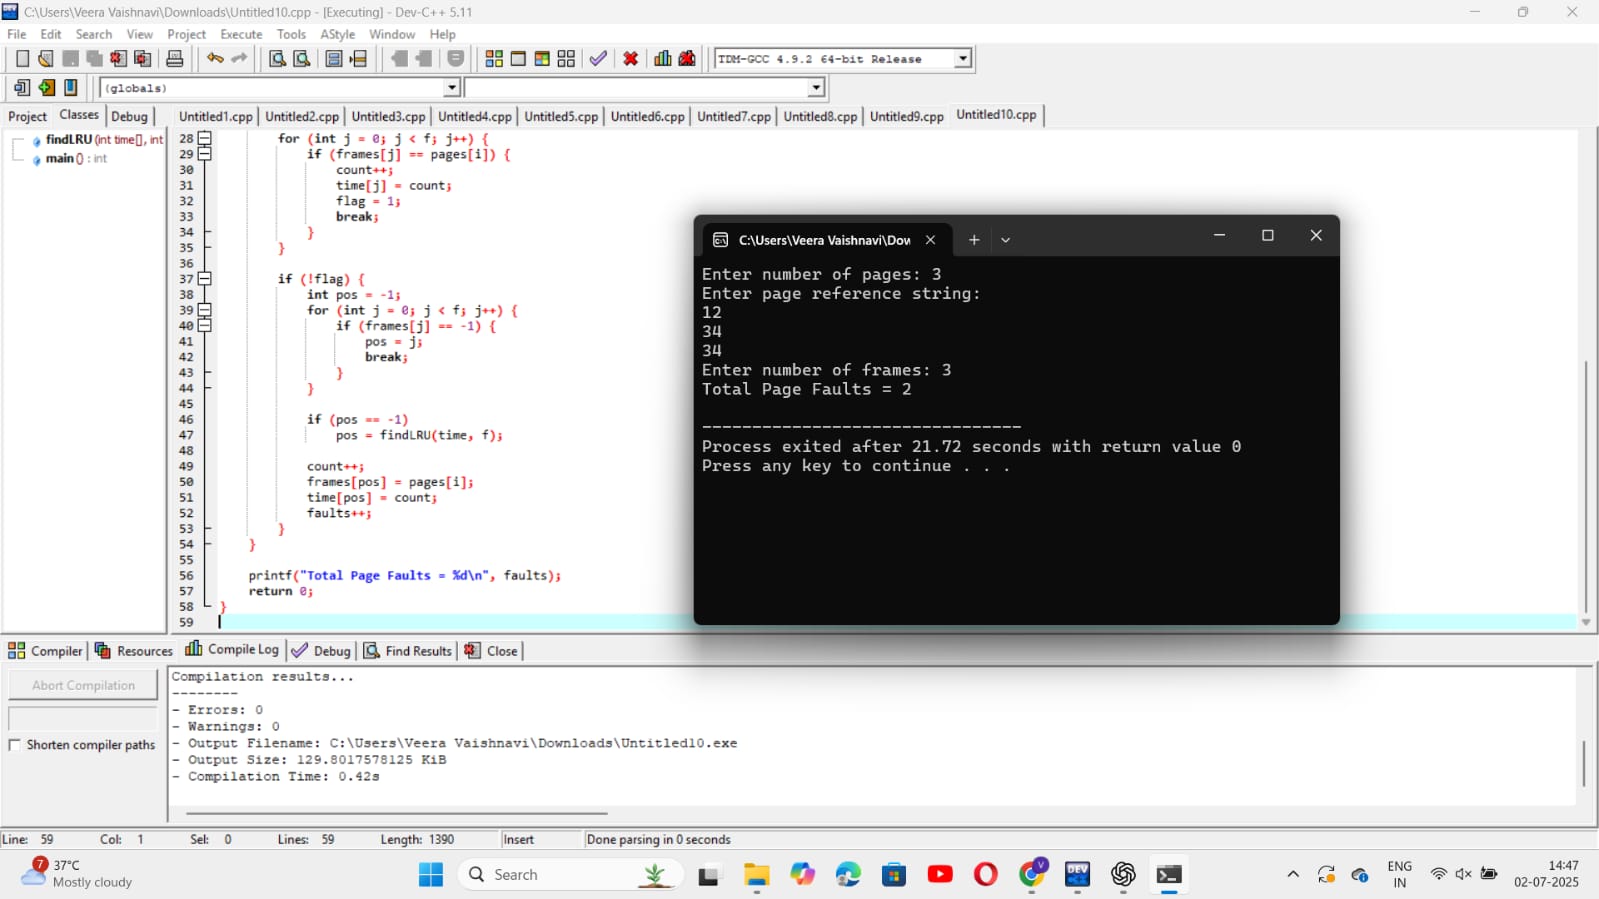 C:\Users\Veera Vaishnavi\Downloads\Untitled10.cpp - [Executing] - Dev-C++ 5.11
File Edit Search View Project Execute Tools AStyle Window Help
TDM-GCC 4.9.2 64-bit Release
(globals)
Project Classes Debug
Untitled1.cpp Untitled2.cpp Untitled3.cpp Untitled4.cpp Untitled5.cpp Untitled6.cpp Untitled7.cpp Untitled8.cpp Untitled9.cpp Untitled10.cpp
findLRU (int time[], int
main () : int
28 for (int j = 0; j < f; j++) {
29 if (frames[j] == pages[i]) {
30 count++;
31 time[j] = count;
32 flag = 1;
33 break;
34 }
35 }
36
37 if (!flag) {
38 int pos = -1;
39 for (int j = 0; j < f; j++) {
40 if (frames[j] == -1) {
41 pos = j;
42 break;
43 }
44 }
45
46 if (pos == -1)
47 pos = findLRU(time, f);
48
49 count++;
50 frames[pos] = pages[i];
51 time[pos] = count;
52 faults++;
53 }
54 }
55
56 printf("Total Page Faults = %d\n", faults);
57 return 0;
58 }
59
C:\Users\Veera Vaishnavi\Dow
Enter number of pages: 3
Enter page reference string:
12
34
34
Enter number of frames: 3
Total Page Faults = 2
--------------------------------
Process exited after 21.72 seconds with return value 0
Press any key to continue . . .
Compiler Resources Compile Log Debug Find Results Close
Abort Compilation
Shorten compiler paths
Compilation results...
--------
- Errors: 0
- Warnings: 0
- Output Filename: C:\Users\Veera Vaishnavi\Downloads\Untitled10.exe
- Output Size: 129.8017578125 KiB
- Compilation Time: 0.42s
Line: 59 Col: 1 Sel: 0 Lines: 59 Length: 1390 Insert Done parsing in 0 seconds
7
37°C
Mostly cloudy
Search
V
DEV
ENG
IN
14:47
02-07-2025